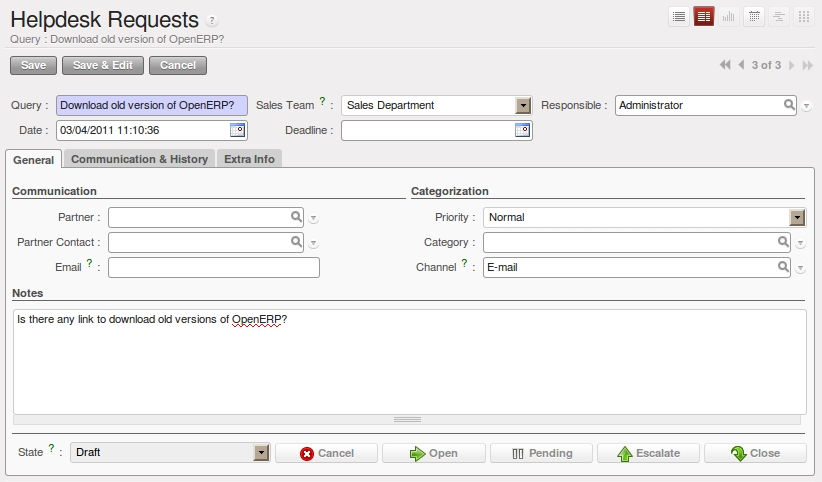 Helpdesk Requests ?
Query : Download old version of OpenERP?
Save Save & Edit Cancel 3 of 3
Query : Download old version of OpenERP? Sales Team ? : Sales Department Responsible : Administrator
Date : 03/04/2011 11:10:36 Deadline :
General Communication & History Extra Info
Communication Categorization
Partner : Priority : Normal
Partner Contact : Category :
Email ? : Channel ? : E-mail
Notes
Is there any link to download old versions of OpenERP?
State ? : Draft Cancel Open Pending Escalate Close